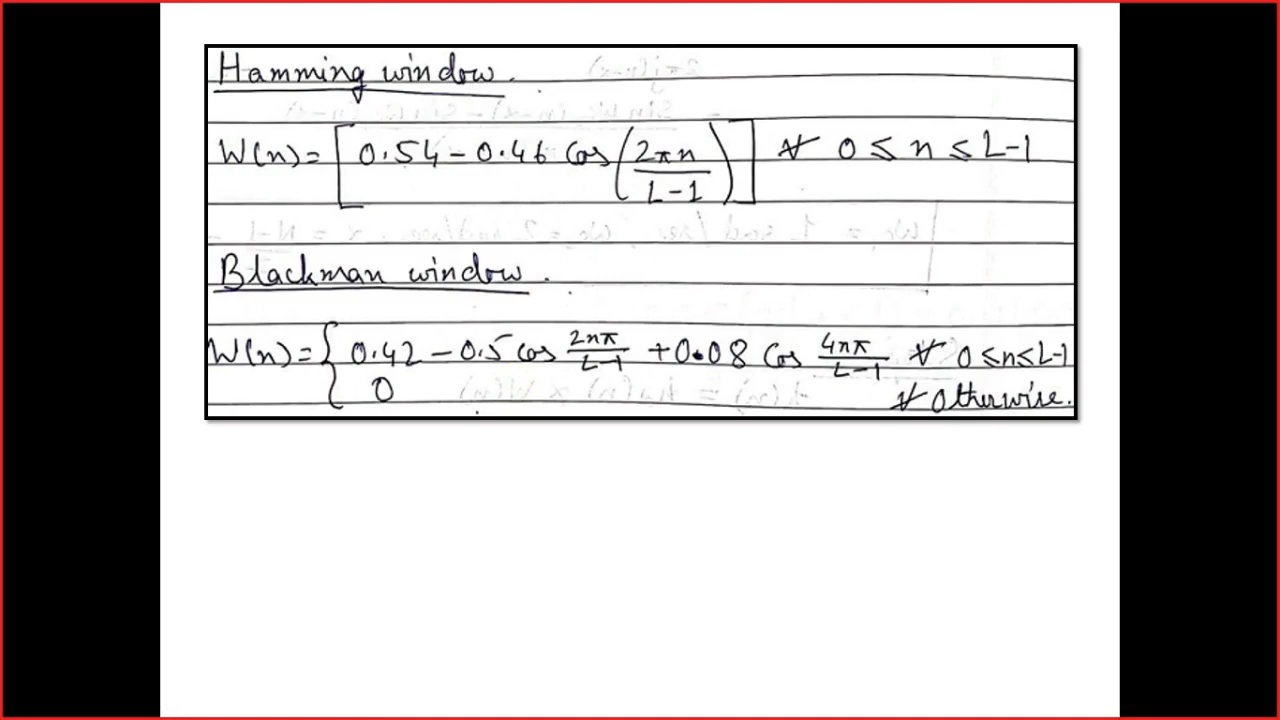 Hamming window.
W(n) = [0.54 - 0.46 cos(2πn / L-1)] ∀ 0 ≤ n ≤ L-1
Blackman window.
W(n) = { 0.42 - 0.5 cos 2nπ/L-1 + 0.08 cos 4nπ/L-1 ∀ 0 ≤ n ≤ L-1
0 ∀ otherwise.